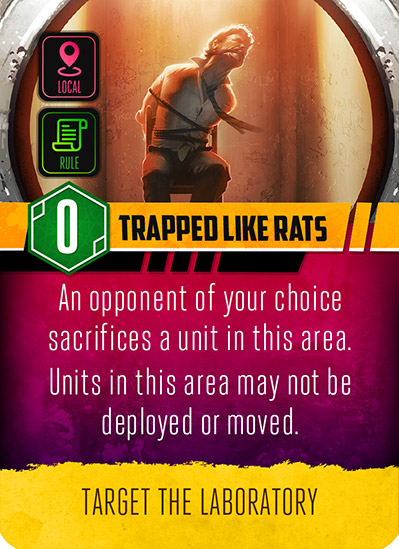 LOCAL
RULE
0 TRAPPED LIKE RATS
An opponent of your choice
sacrifices a unit in this area.
Units in this area may not be
deployed or moved.
TARGET THE LABORATORY